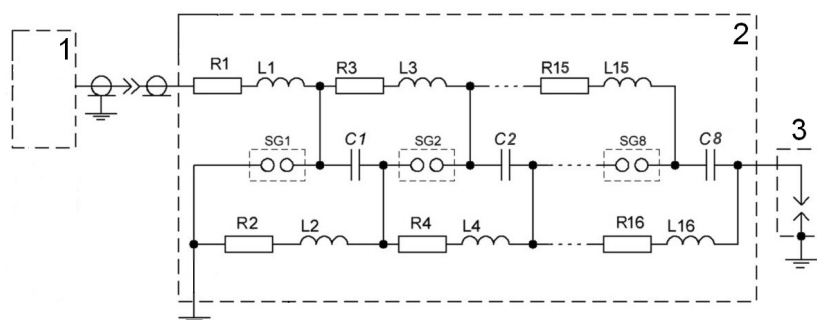 1
2
R1 L1 R3 L3 R15 L15
3
SG1 C1 SG2 C2 SG8 C8
R2 L2 R4 L4 R16 L16